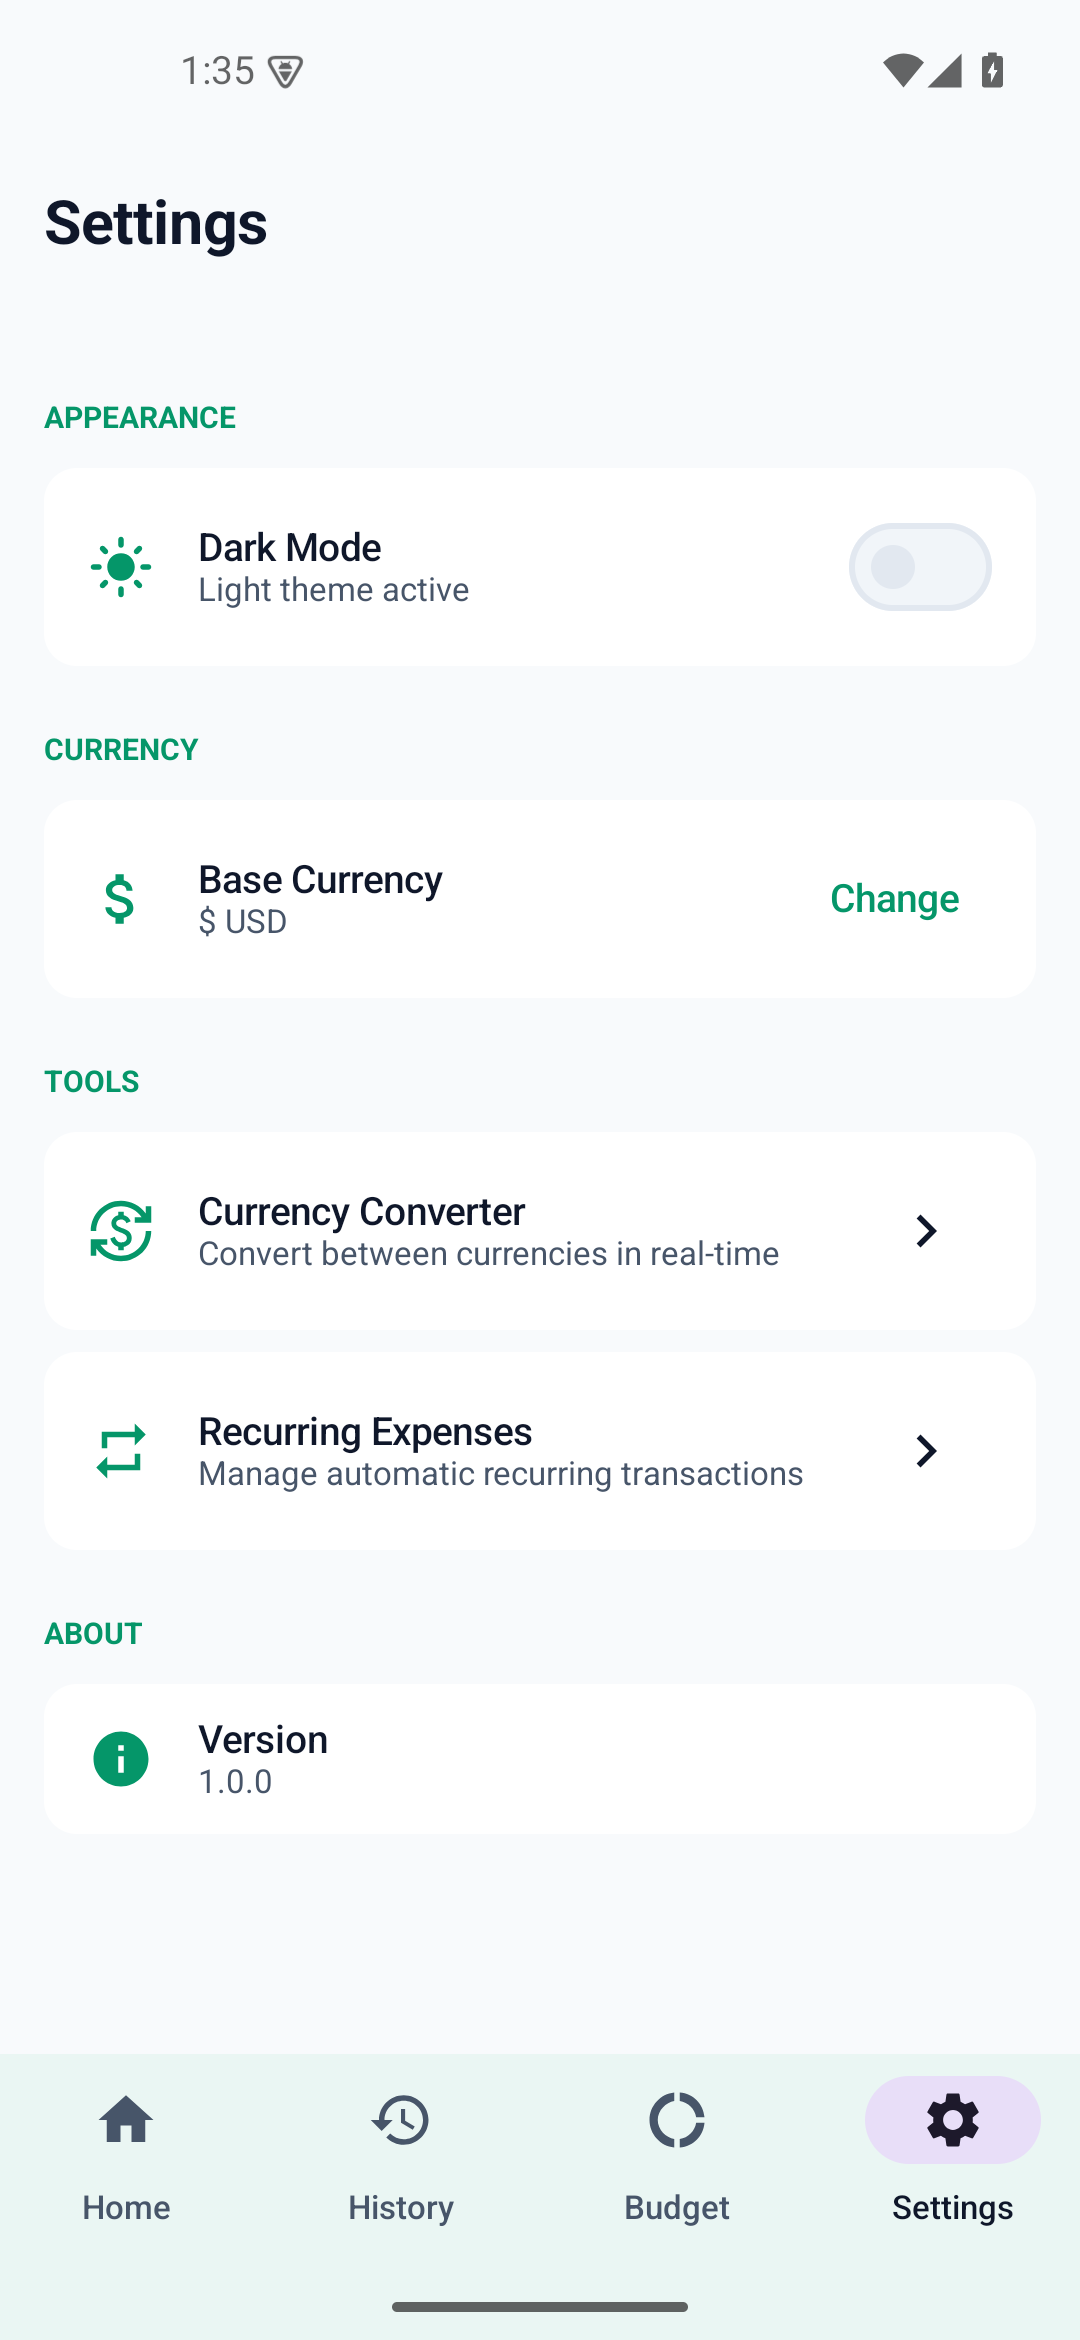 1:35
Settings
APPEARANCE
Dark Mode
Light theme active
CURRENCY
Base Currency
$ USD
Change
TOOLS
Currency Converter
Convert between currencies in real-time
Recurring Expenses
Manage automatic recurring transactions
ABOUT
Version
1.0.0
Home
History
Budget
Settings